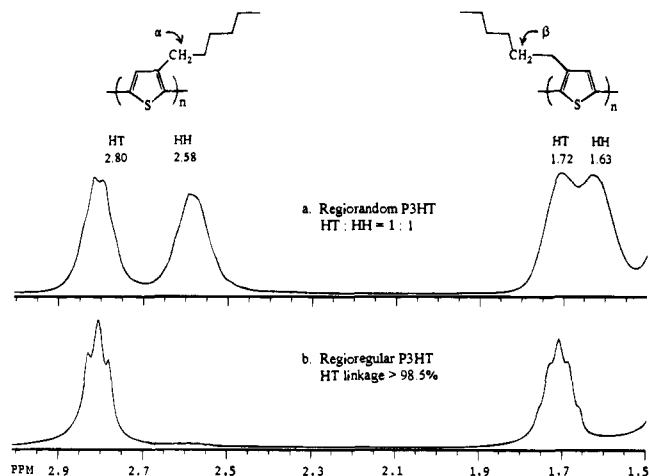 α
CH₂
S
n
β
CH₂
S
n
HT HH
2.80 2.58
HT HH
1.72 1.63
a. Regiorandom P3HT
HT : HH = 1 : 1
b. Regioregular P3HT
HT linkage > 98.5%
PPM 2.9 2.7 2.5 2.3 2.1 1.9 1.7 1.5